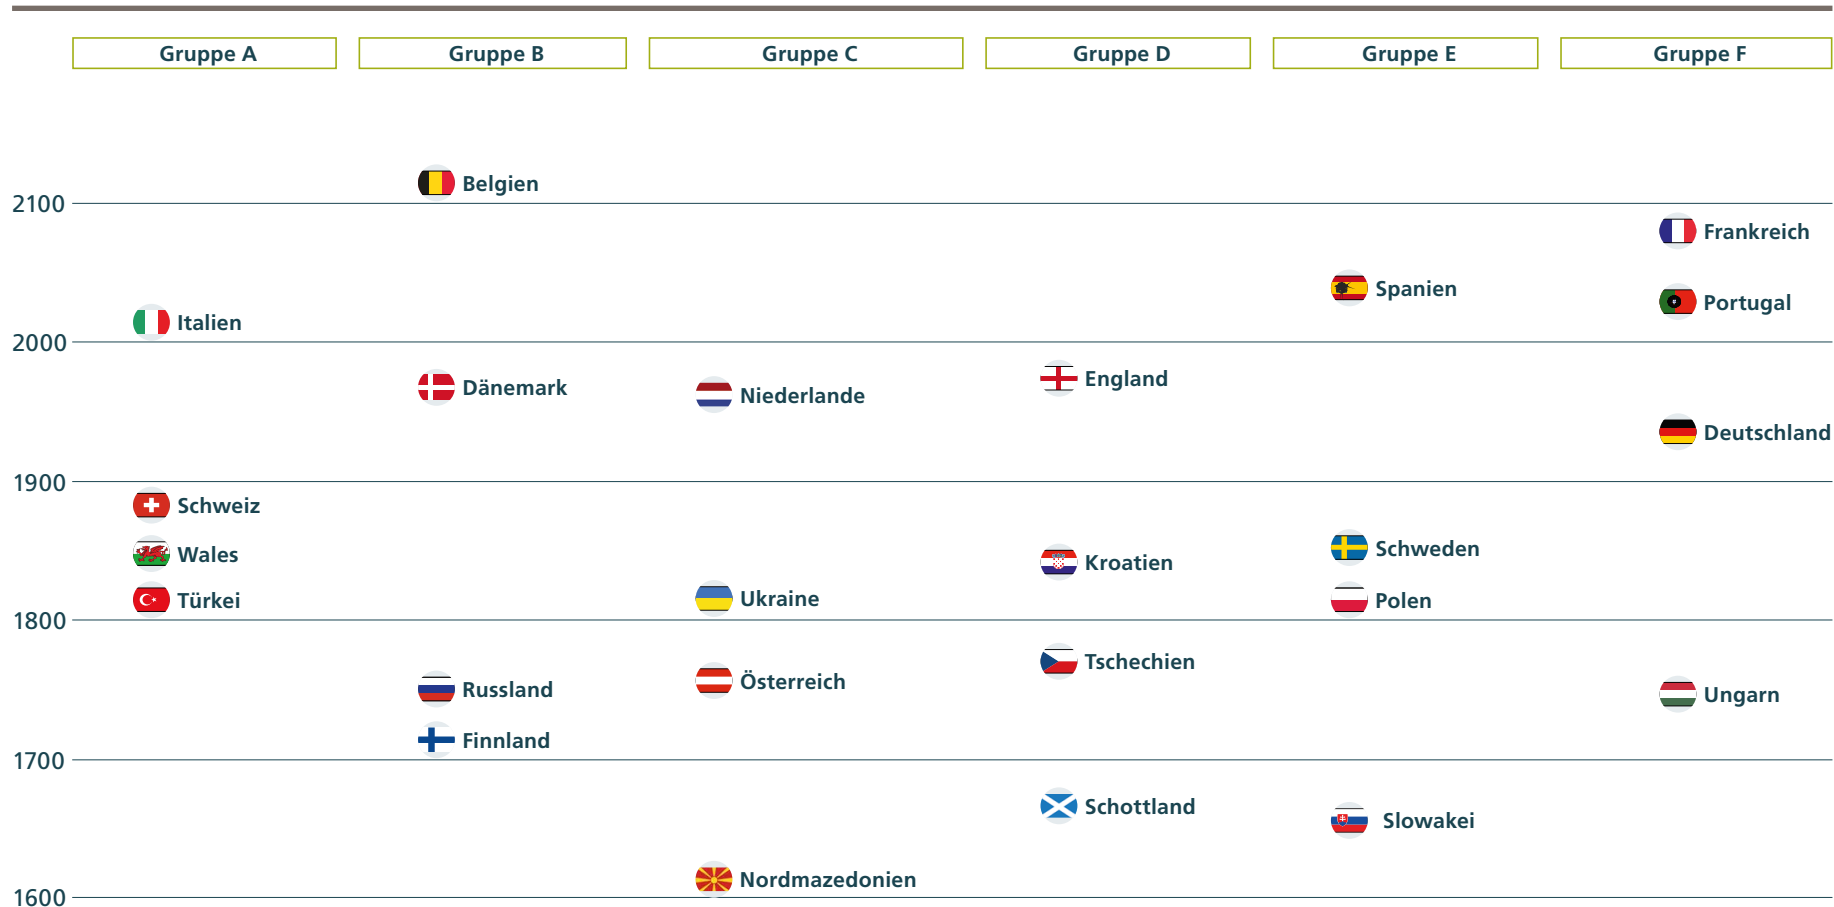 Gruppe A
Gruppe B
Gruppe C
Gruppe D
Gruppe E
Gruppe F
Belgien
2100
Frankreich
Spanien
Portugal
Italien
2000
England
Dänemark
Niederlande
Deutschland
1900
Schweiz
Schweden
Wales
Kroatien
Ukraine
Türkei
Polen
1800
Tschechien
Österreich
Russland
Ungarn
Finnland
1700
Schottland
Slowakei
Nordmazedonien
1600